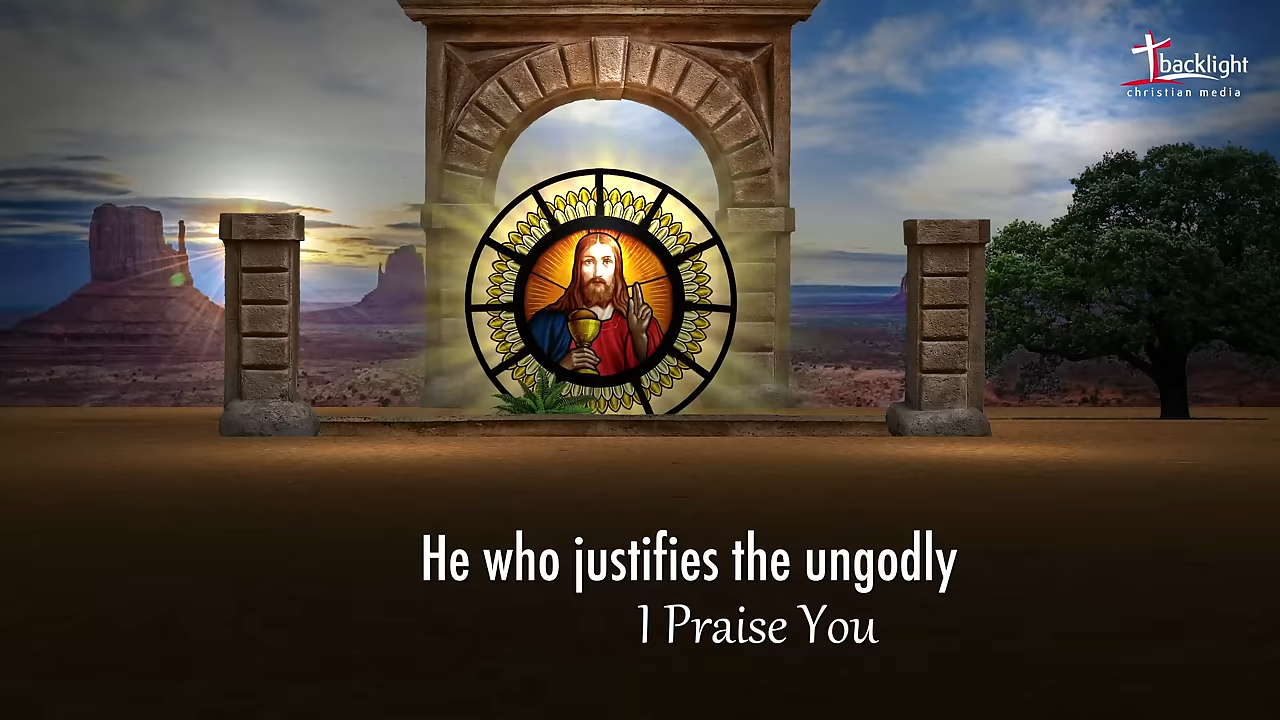 backlight
christian media
He who justifies the ungodly
I Praise You